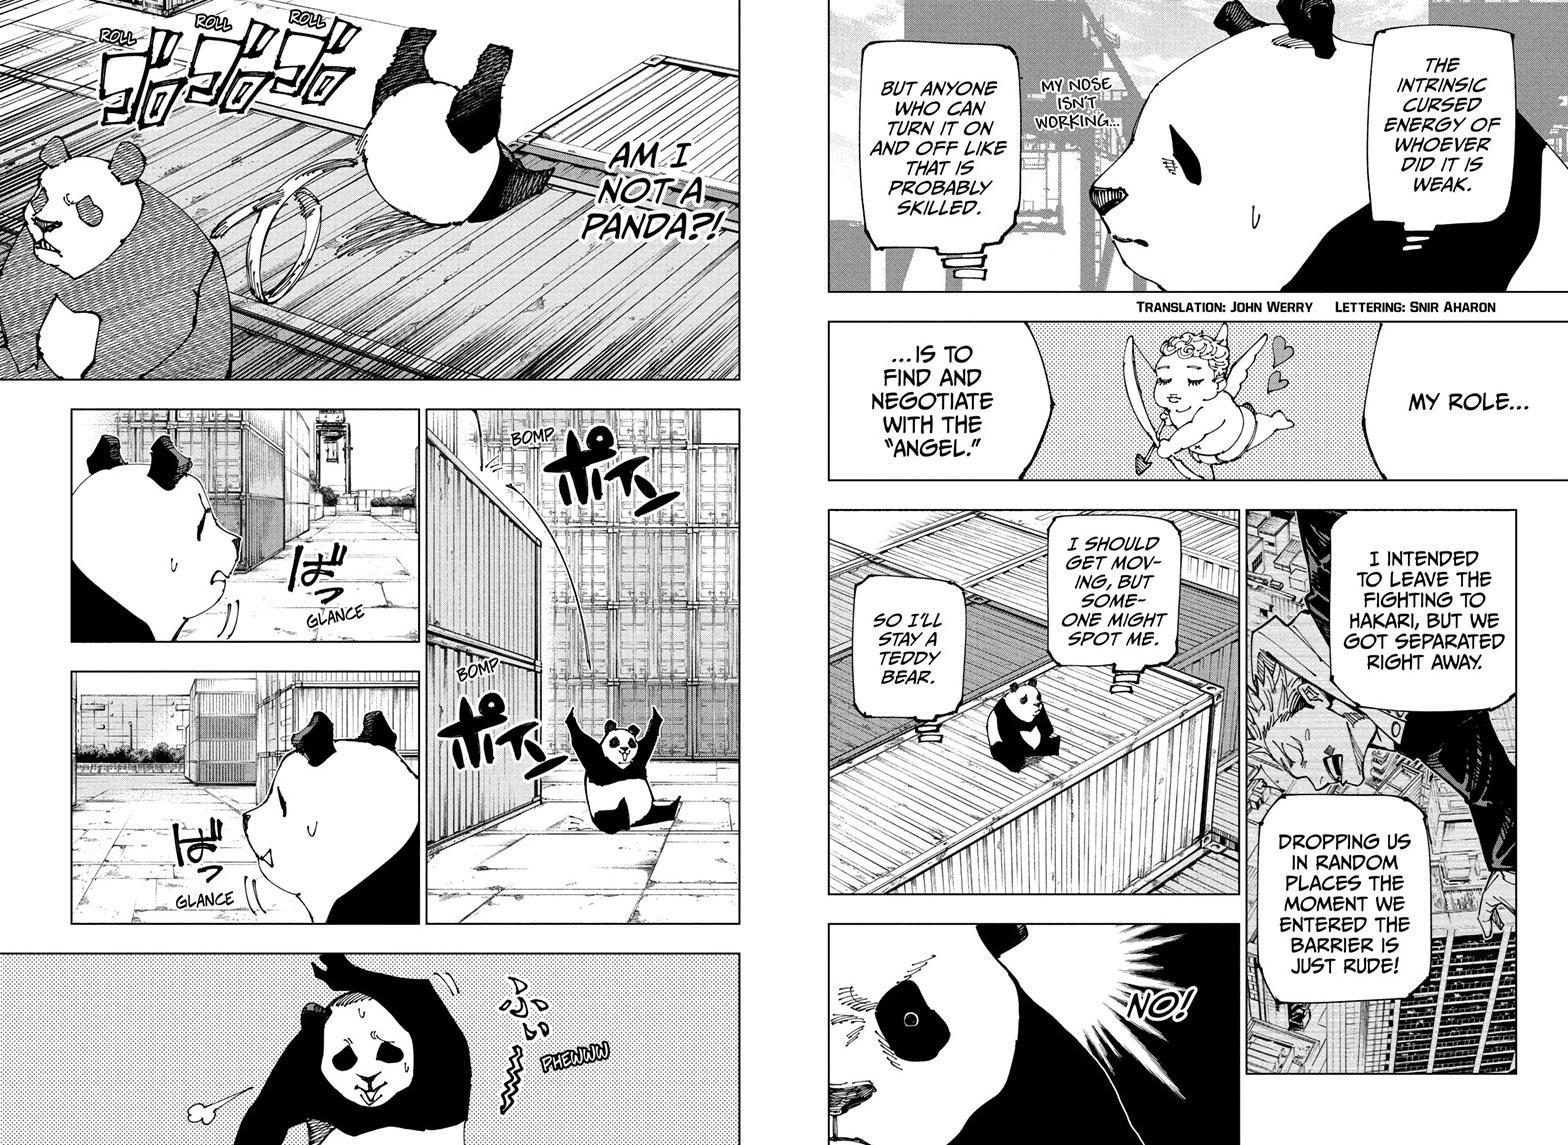 THE
INTRINSIC
CURSED
ENERGY OF
WHOEVER
DID IT IS
WEAK.
MY NOSE
ISN'T
WORKING...
BUT ANYONE
WHO CAN
TURN IT ON
AND OFF LIKE
THAT IS
PROBABLY
SKILLED.
TRANSLATION: JOHN WERRY LETTERING: SNIR AHARON
MY ROLE...
...IS TO
FIND AND
NEGOTIATE
WITH THE
"ANGEL."
I INTENDED
TO LEAVE THE
FIGHTING TO
HAKARI, BUT WE
GOT SEPARATED
RIGHT AWAY.
DROPPING US
IN RANDOM
PLACES THE
MOMENT WE
ENTERED THE
BARRIER IS
JUST RUDE!
I SHOULD
GET MOV-
ING, BUT
SOME-
ONE MIGHT
SPOT ME.
SO I'LL
STAY A
TEDDY
BEAR.
NO!
AM I
NOT A
PANDA?!
ROLL
ゴロ
ROLL
ゴロ
ROLL
ゴロ
BOMP
ポイン
BOMP
ポイン
ばっ
GLANCE
ばっ
GLANCE
PHEWWW